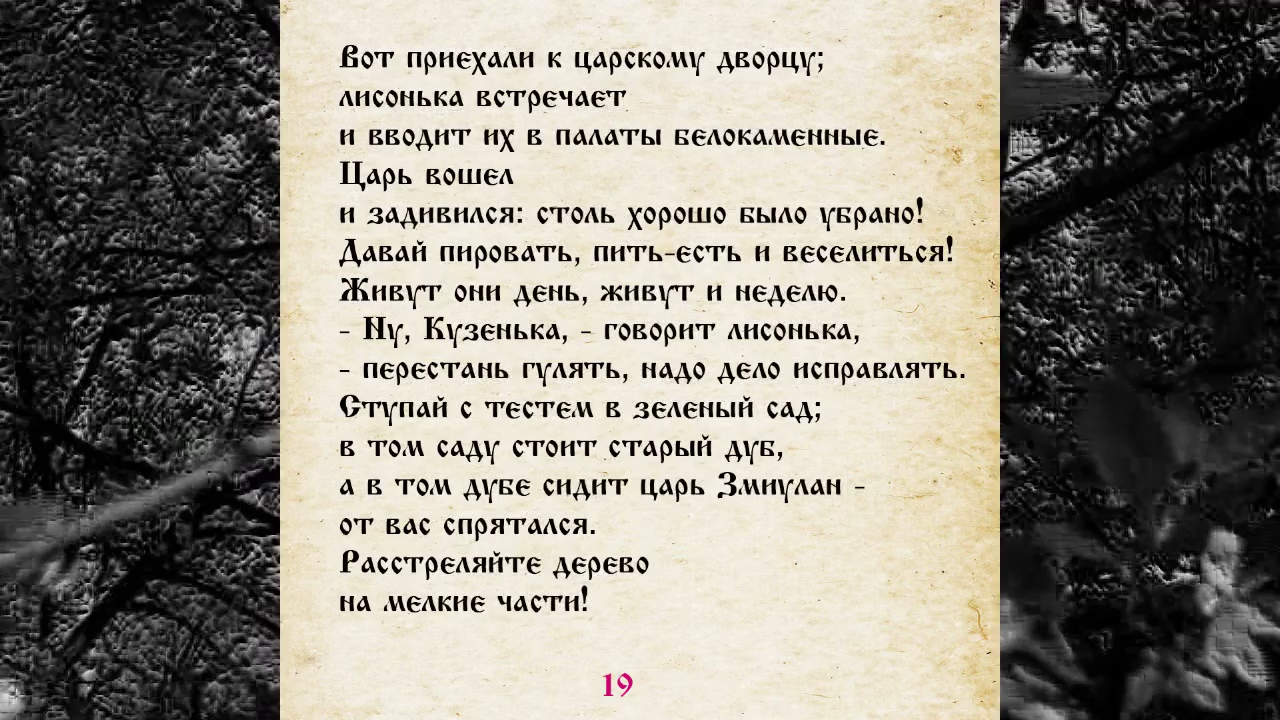 Вот приехали к царскому дворцу;
лисонька встречает
и вводит их в палаты белокаменные.
Царь вошел
и задивился: столь хорошо было убрано!
Давай пировать, пить-есть и веселиться!
Живут они день, живут и неделю.
- Ну, Кузенька, - говорит лисонька,
- перестань гулять, надо дело исправлять.
Ступай с тестем в зеленый сад;
в том саду стоит старый дуб,
а в том дубе сидит царь Змиулан -
от вас спрятался.
Расстреляйте дерево
на мелкие части!
19